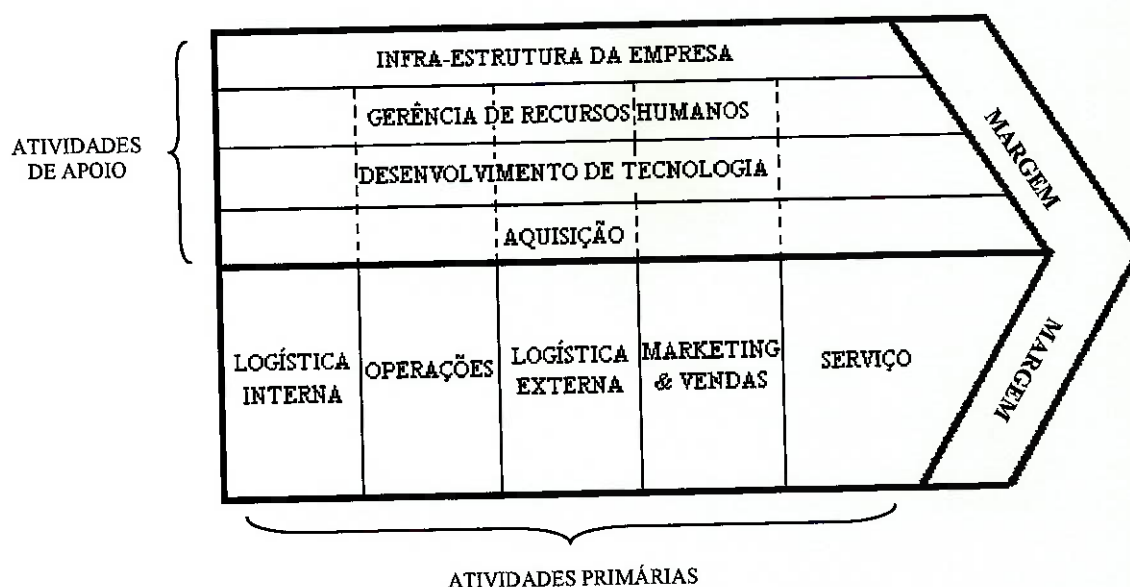 INFRA-ESTRUTURA DA EMPRESA
GERÊNCIA DE RECURSOS HUMANOS
ATIVIDADES
DE APOIO
DESENVOLVIMENTO DE TECNOLOGIA
AQUISIÇÃO
MARGEM
LOGÍSTICA
INTERNA
OPERAÇÕES
LOGÍSTICA
EXTERNA
MARKETING
& VENDAS
SERVIÇO
MARGEM
ATIVIDADES PRIMÁRIAS